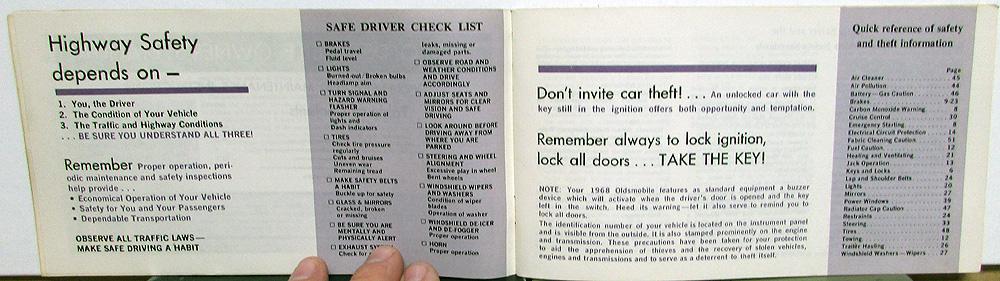 Highway Safety
depends on —
1. You, the Driver
2. The Condition of Your Vehicle
3. The Traffic and Highway Conditions
. . . BE SURE YOU UNDERSTAND ALL THREE!
Remember Proper operation, peri-
odic maintenance and safety inspections
help provide . . .
• Economical Operation of Your Vehicle
• Safety for You and Your Passengers
• Dependable Transportation
OBSERVE ALL TRAFFIC LAWS—
MAKE SAFE DRIVING A HABIT
SAFE DRIVER CHECK LIST
☐ BRAKES
Pedal travel
Fluid level
☐ LIGHTS
Burned-out/Broken bulbs
Headlamp aim
☐ TURN SIGNAL AND
HAZARD WARNING
FLASHER
Proper operation of
lights and
Dash indicators
☐ TIRES
Check tire pressure
regularly
Cuts and bruises
Uneven wear
Remaining tread
☐ MAKE SAFETY BELTS
A HABIT
Buckle up for safety
☐ GLASS & MIRRORS
Cracked, broken
or missing
☐ BE SURE YOU ARE
MENTALLY AND
PHYSICALLY ALERT
☐ EXHAUST
Check for
leaks, missing or
damaged parts.
☐ OBSERVE ROAD AND
WEATHER CONDITIONS
AND DRIVE
ACCORDINGLY
☐ ADJUST SEATS AND
MIRRORS FOR CLEAR
VISION AND SAFE
DRIVING
☐ LOOK AROUND BEFORE
DRIVING AWAY FROM
WHERE YOU ARE
PARKED
☐ STEERING AND WHEEL
ALIGNMENT
Excessive play in wheel
Bent wheels
☐ WINDSHIELD WIPERS
AND WASHERS
Condition of wiper
blades
Operation of washer
☐ WINDSHIELD DE-ICER
AND DE-FOGGER
Proper operation
☐ HORN
Proper operation
Don't invite car theft! . . . An unlocked car with the
key still in the ignition offers both opportunity and temptation.
Remember always to lock ignition,
lock all doors . . . TAKE THE KEY!
NOTE: Your 1968 Oldsmobile features as standard equipment a buzzer
device which will activate when the driver's door is opened and the key
left in the switch. Heed its warning—let it also serve to remind you to
lock all doors.
The identification number of your vehicle is located on the instrument panel
and is visible from the outside. It is also stamped prominently on the engine
and transmission. These precautions have been taken for your protection
to aid the apprehension of thieves and the recovery of stolen vehicles,
engines and transmissions and to serve as a deterrent to theft itself.
Quick reference of safety
and theft information
Page
Air Cleaner . . . 45
Air Pollution . . . 44
Battery—Gas Caution . . . 46
Brakes . . . 9-23
Carbon Monoxide Warning . . . 8
Cruise Control . . . 30
Emergency Starting . . . 8
Electrical Circuit Protection . . . 14
Fabric Cleaning Caution . . . 51
Fuel Caution . . . 12
Heating and Ventilating . . . 21
Jack Operation . . . 13
Keys and Locks . . . 6
Lap and Shoulder Belts . . . 24
Lights . . . 20
Mirrors . . . 27
Power Windows . . . 39
Radiator Cap Caution . . . 47
Restraints . . . 24
Steering . . . 33
Tires . . . 48
Towing . . . 12
Trailer Hauling . . . 26
Windshield Washers—Wipers . . . 27